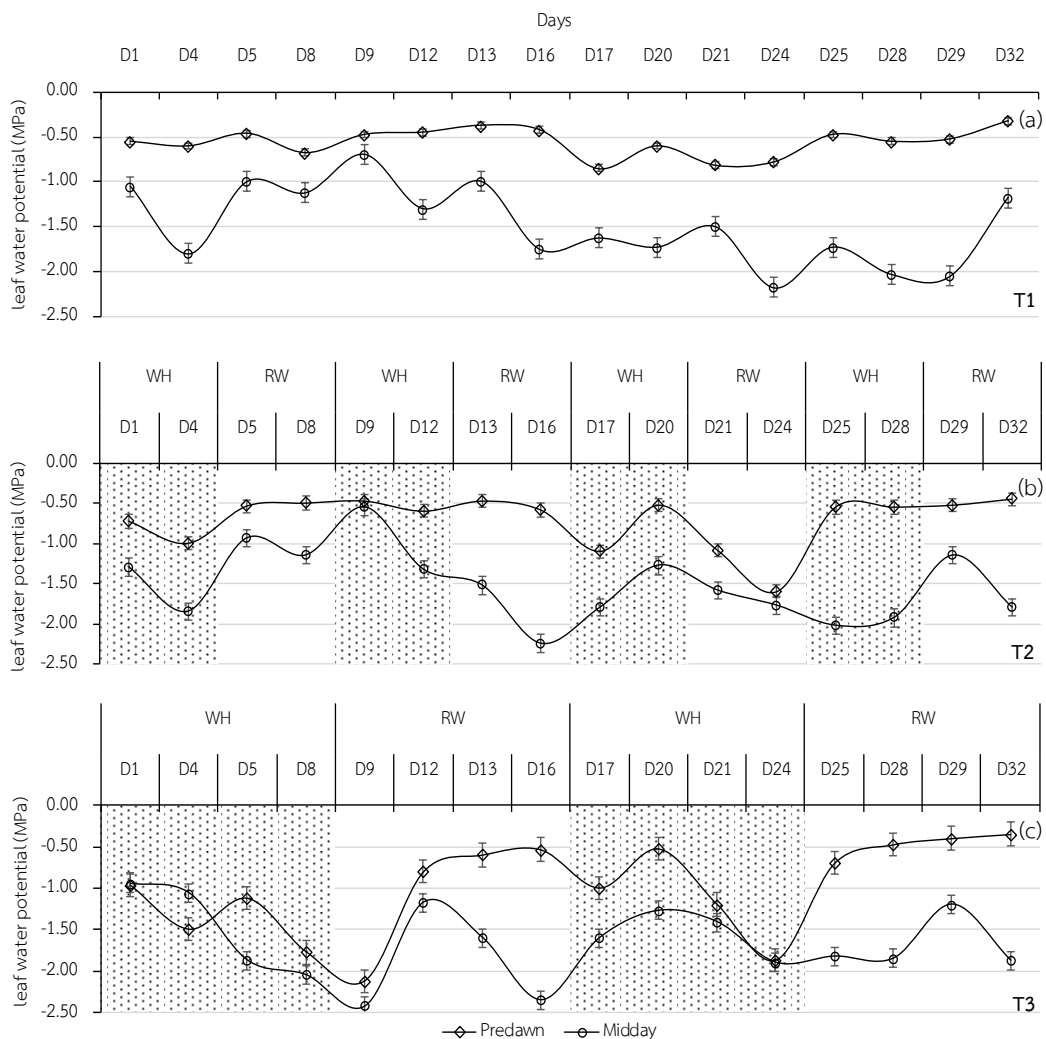 Days
D1 D4 D5 D8 D9 D12 D13 D16 D17 D20 D21 D24 D25 D28 D29 D32
leaf water potential (MPa)
0.00
-0.50
-1.00
-1.50
-2.00
-2.50
(a)
T1
WH RW WH RW WH RW WH RW
D1 D4 D5 D8 D9 D12 D13 D16 D17 D20 D21 D24 D25 D28 D29 D32
leaf water potential (MPa)
0.00
-0.50
-1.00
-1.50
-2.00
-2.50
(b)
T2
WH RW WH RW
D1 D4 D5 D8 D9 D12 D13 D16 D17 D20 D21 D24 D25 D28 D29 D32
leaf water potential (MPa)
0.00
-0.50
-1.00
-1.50
-2.00
-2.50
(c)
T3
Predawn Midday